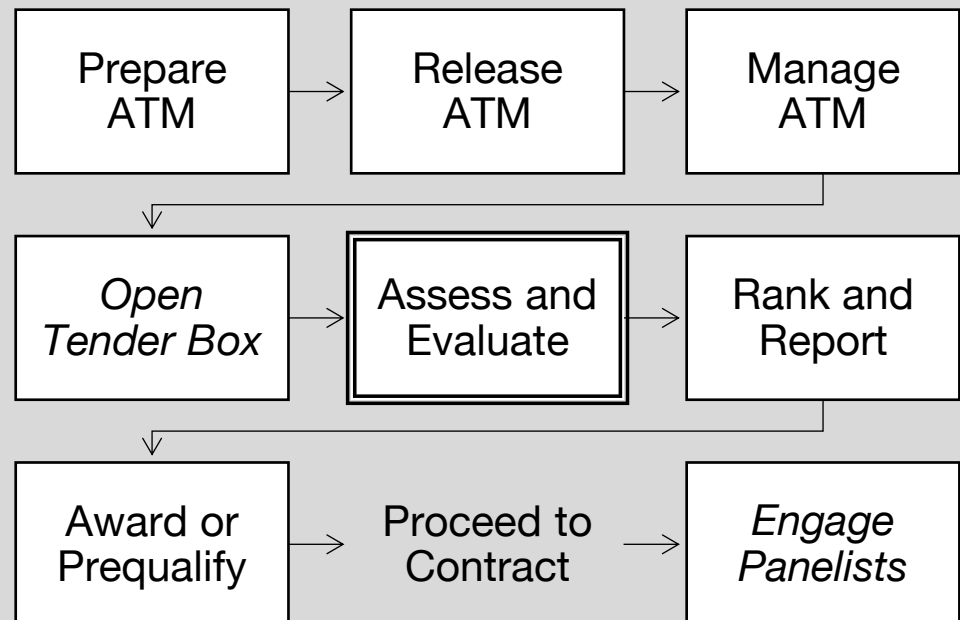 Prepare
ATM
Release
ATM
Manage
ATM
Open
Tender Box
Assess and
Evaluate
Rank and
Report
Award or
Prequalify
Proceed to
Contract
Engage
Panelists